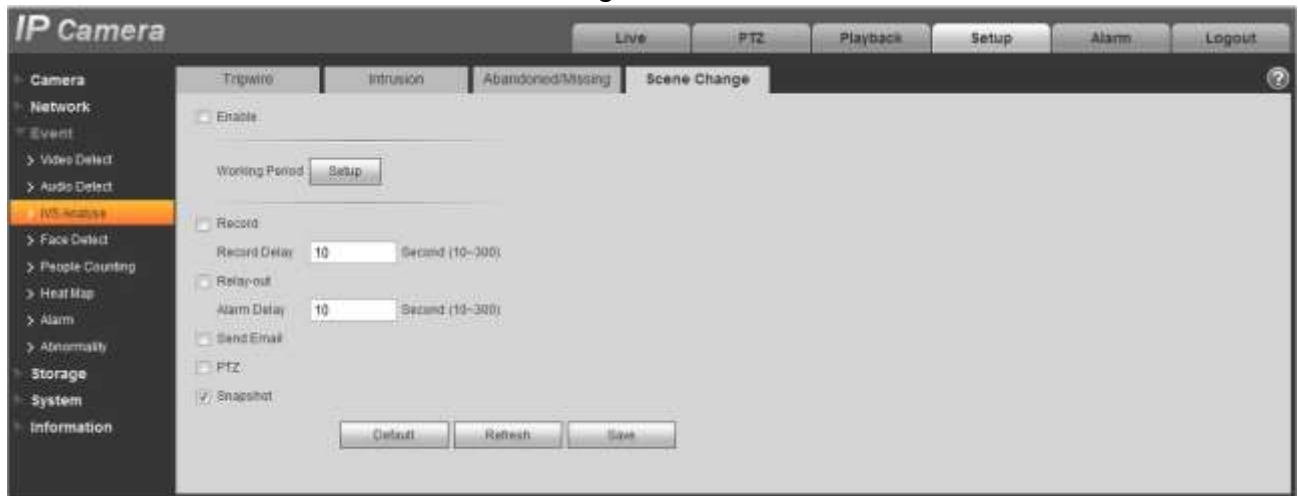 IP Camera
Live PTZ Playback Setup Alarm Logout
Camera
Network
Event
Video Detect
Audio Detect
IVS Analyse
Face Detect
People Counting
Heat Map
Alarm
Abnormality
Storage
System
Information
Tripwire Intrusion Abandoned/Missing Scene Change
Enable
Working Period Setup
Record
Record Delay 10 Second (10~300)
Relay-out
Alarm Delay 10 Second (10~300)
Send Email
PTZ
Snapshot
Default Refresh Save